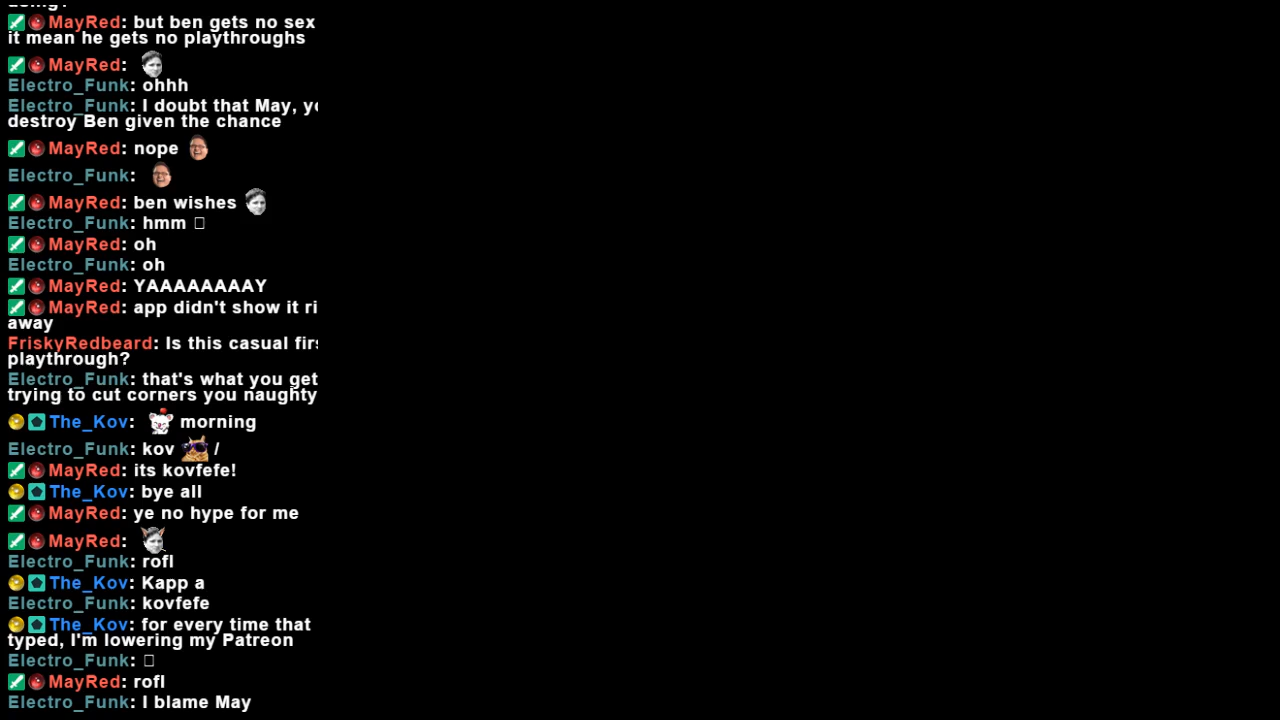 MayRed: but ben gets no sex
it mean he gets no playthroughs
MayRed:
Electro_Funk: ohhh
Electro_Funk: I doubt that May,
destroy Ben given the chance
MayRed: nope
Electro_Funk:
MayRed: ben wishes
Electro_Funk: hmm
MayRed: oh
Electro_Funk: oh
MayRed: YAAAAAAAAY
MayRed: app didn't show it ri
away
FriskyRedbeard: Is this casual firs
playthrough?
Electro_Funk: that's what you get
trying to cut corners you naughty
The_Kov: morning
Electro_Funk: kov /
MayRed: its kovfefe!
The_Kov: bye all
MayRed: ye no hype for me
MayRed:
Electro_Funk: rofl
The_Kov: Kapp a
Electro_Funk: kovfefe
The_Kov: for every time that
typed, I'm lowering my Patreon
Electro_Funk:
MayRed: rofl
Electro_Funk: I blame May